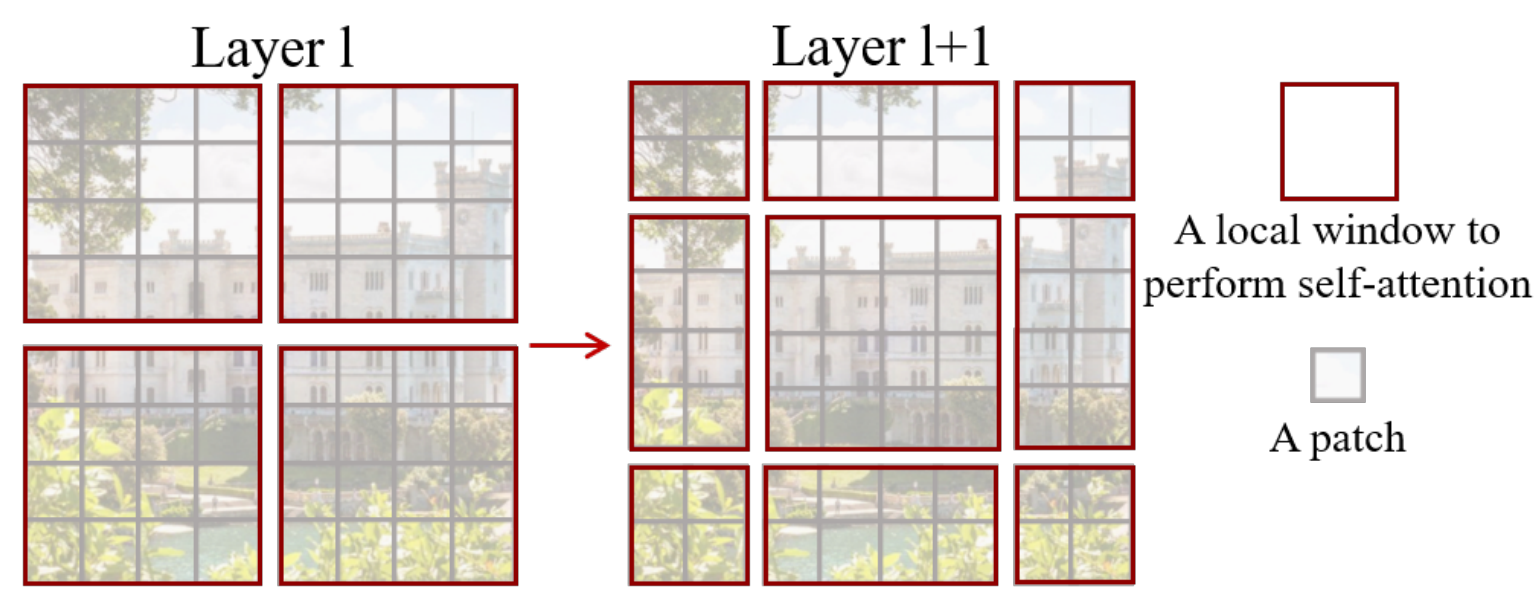 Layer l
Layer l+1
A local window to
perform self-attention
A patch